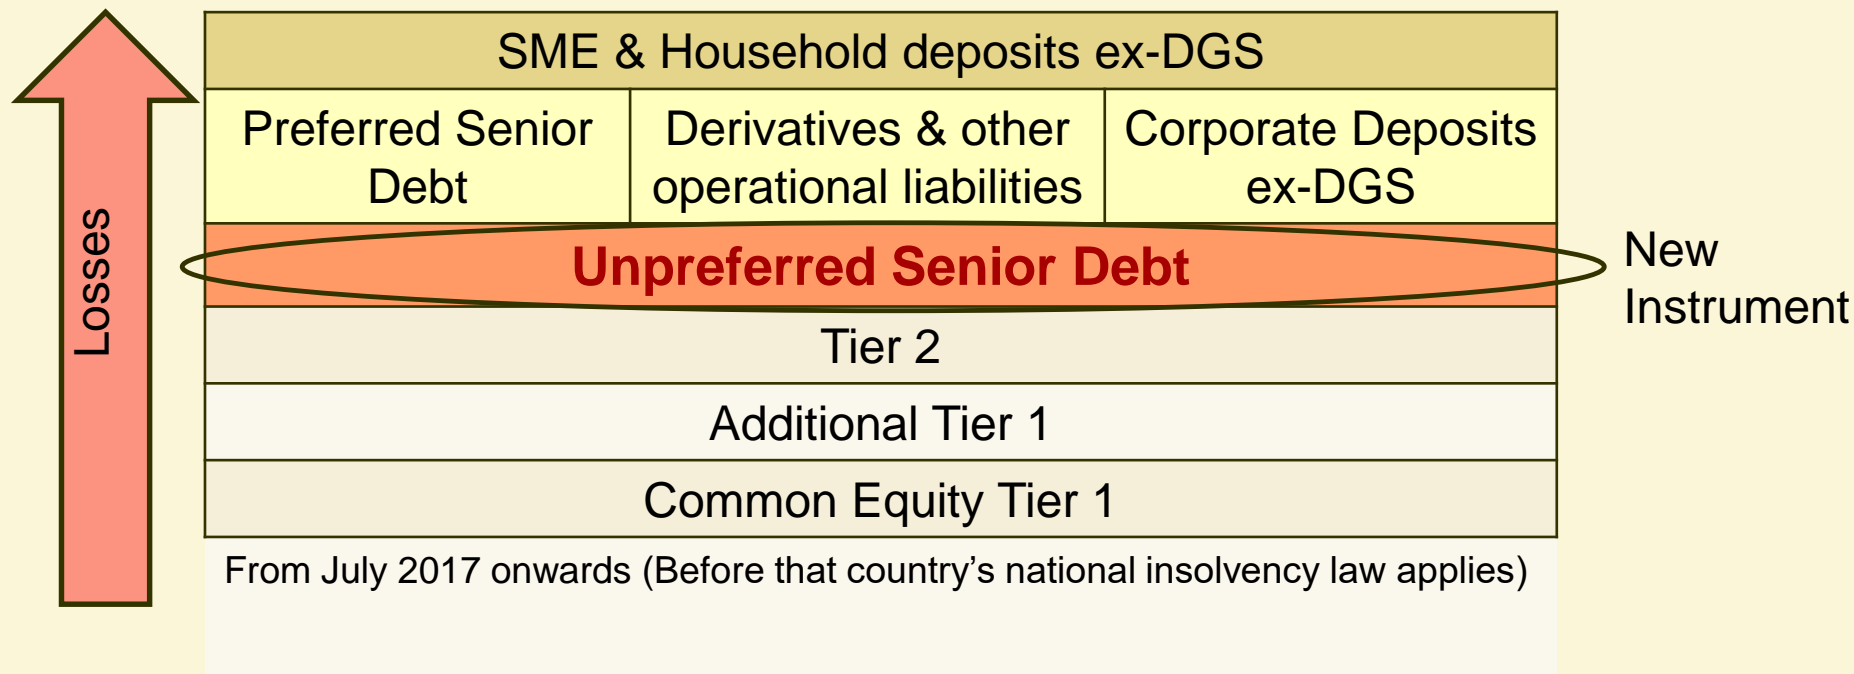 Losses
SME & Household deposits ex-DGS
Preferred Senior
Debt
Derivatives & other
operational liabilities
Corporate Deposits
ex-DGS
Unpreferred Senior Debt
New
Instrument
Tier 2
Additional Tier 1
Common Equity Tier 1
From July 2017 onwards (Before that country's national insolvency law applies)